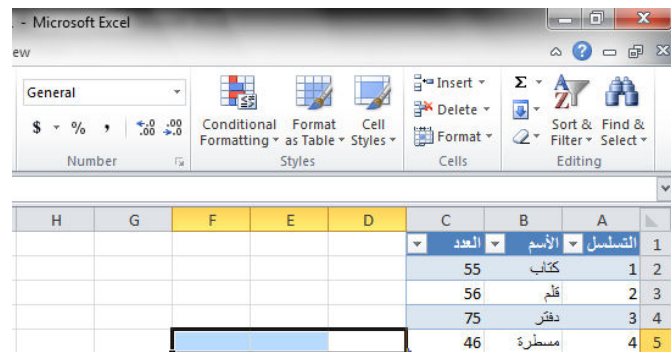 - Microsoft Excel
ew
General
$ % , .0 .00 .00 .0
Number
Conditional Formatting
Format as Table
Cell Styles
Styles
Insert
Delete
Format
Cells
Σ
Sort & Filter
Find & Select
Editing
H G F E D C B A
التسلسل الأسم العدد 1
1 كتاب 55 2
2 قلم 56 3
3 دفتر 75 4
4 مسطرة 46 5